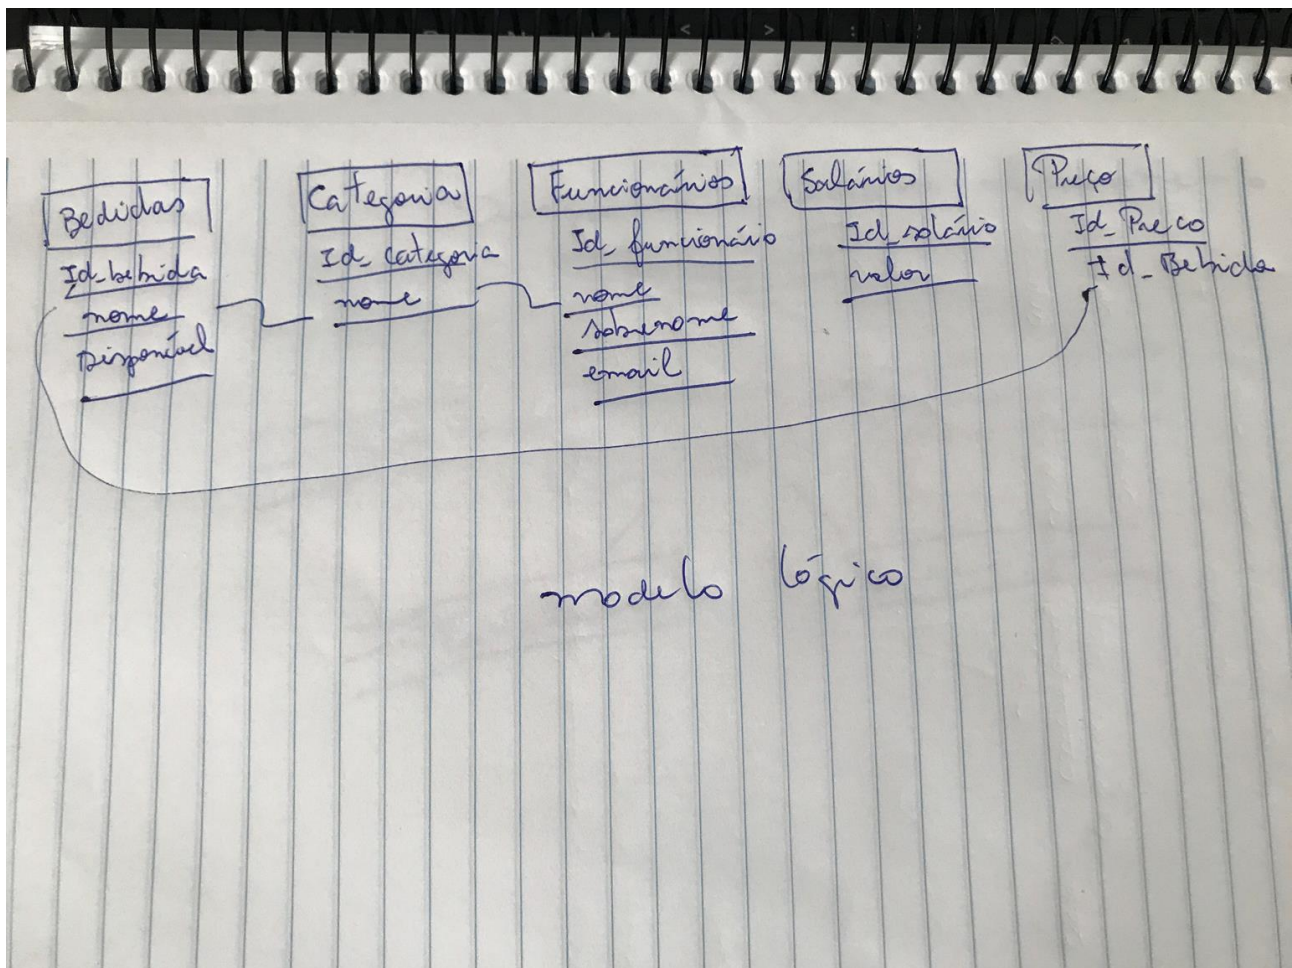 Bedidas
Id_bebida
nome
Disponível
Categoria
Id_categoria
nome
Funcionários
Id_funcionário
nome
sobrenome
email
Salários
Id_salário
valor
Preço
Id_Preco
Id_Bebida
modelo lógico